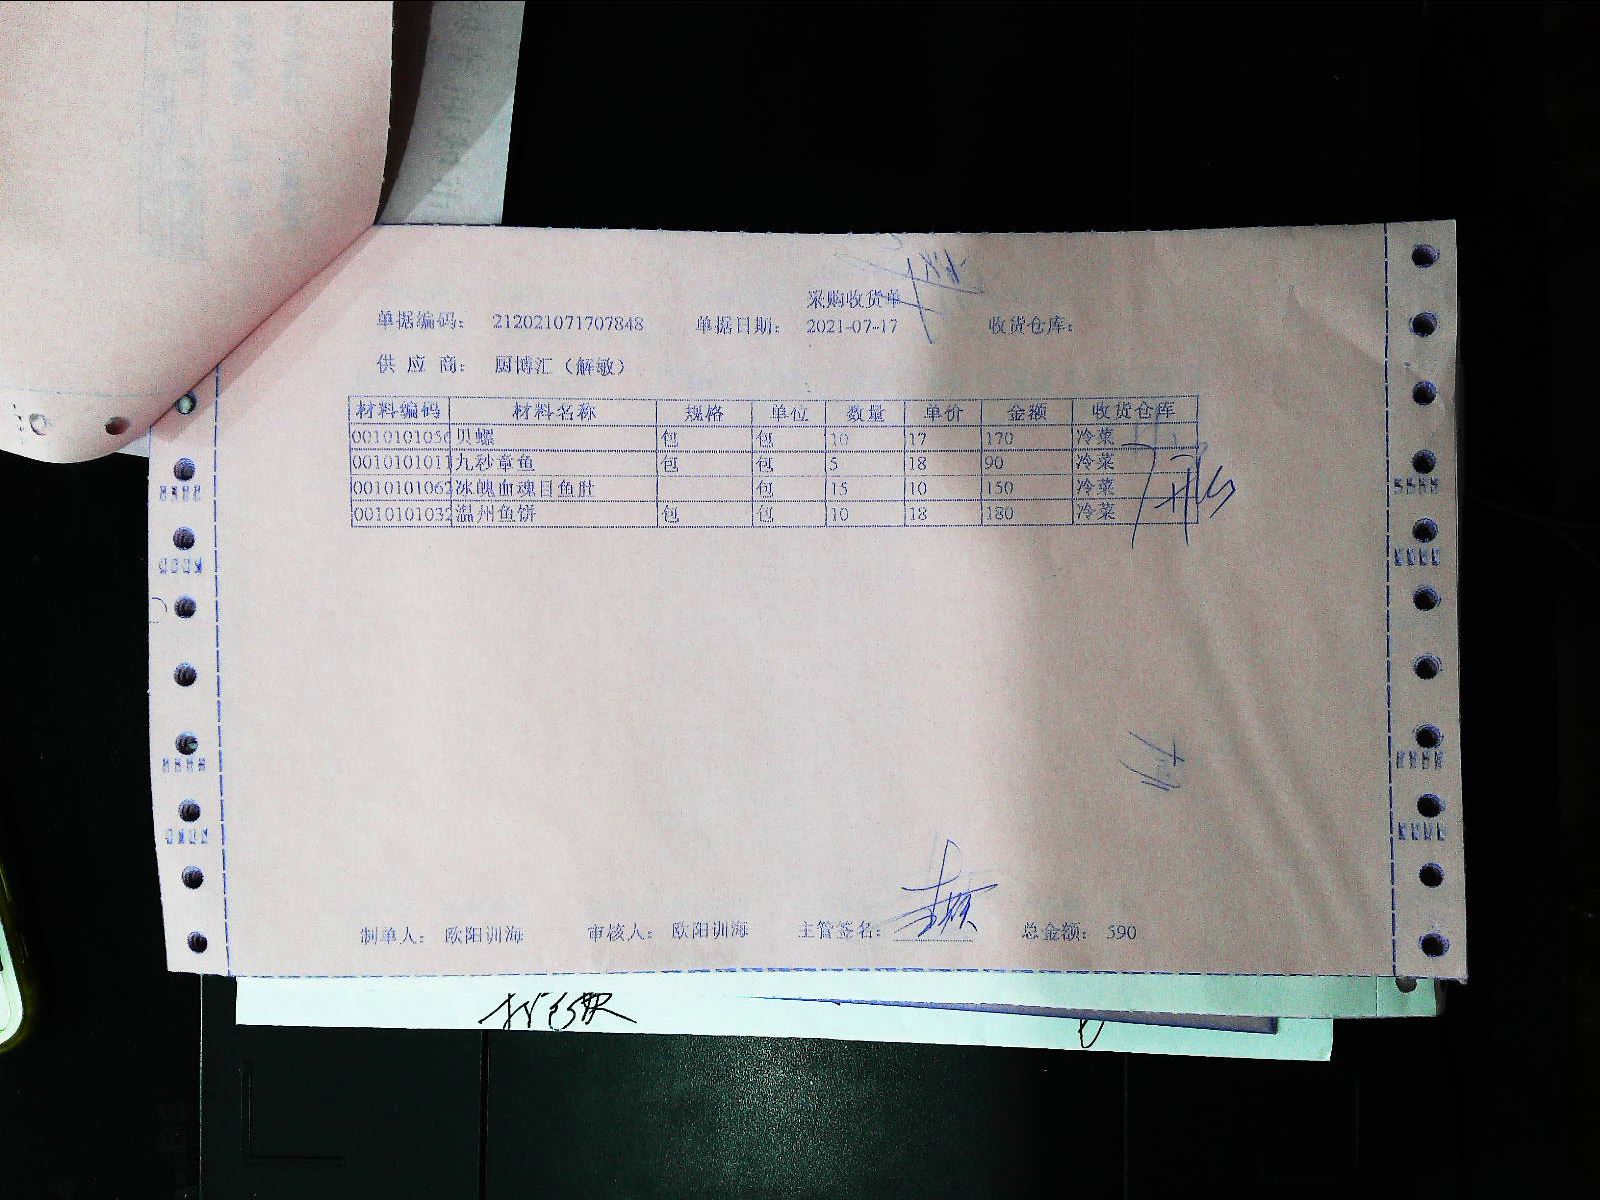 采购收货单
单据编码： 212021071707848 单据日期： 2021-07-17 收货仓库：
供 应 商： 厨博汇（解敏）
材料编码 材料名称 规格 单位 数量 单价 金额 收货仓库
001010105 贝螺 包 包 10 17 170 冷菜
001010101 九秒章鱼 包 包 5 18 90 冷菜
001010106 冰魄血魂目鱼肚 包 15 10 150 冷菜
001010103 温州鱼饼 包 包 10 18 180 冷菜
制单人： 欧阳训海 审核人： 欧阳训海 主管签名： 总金额： 590